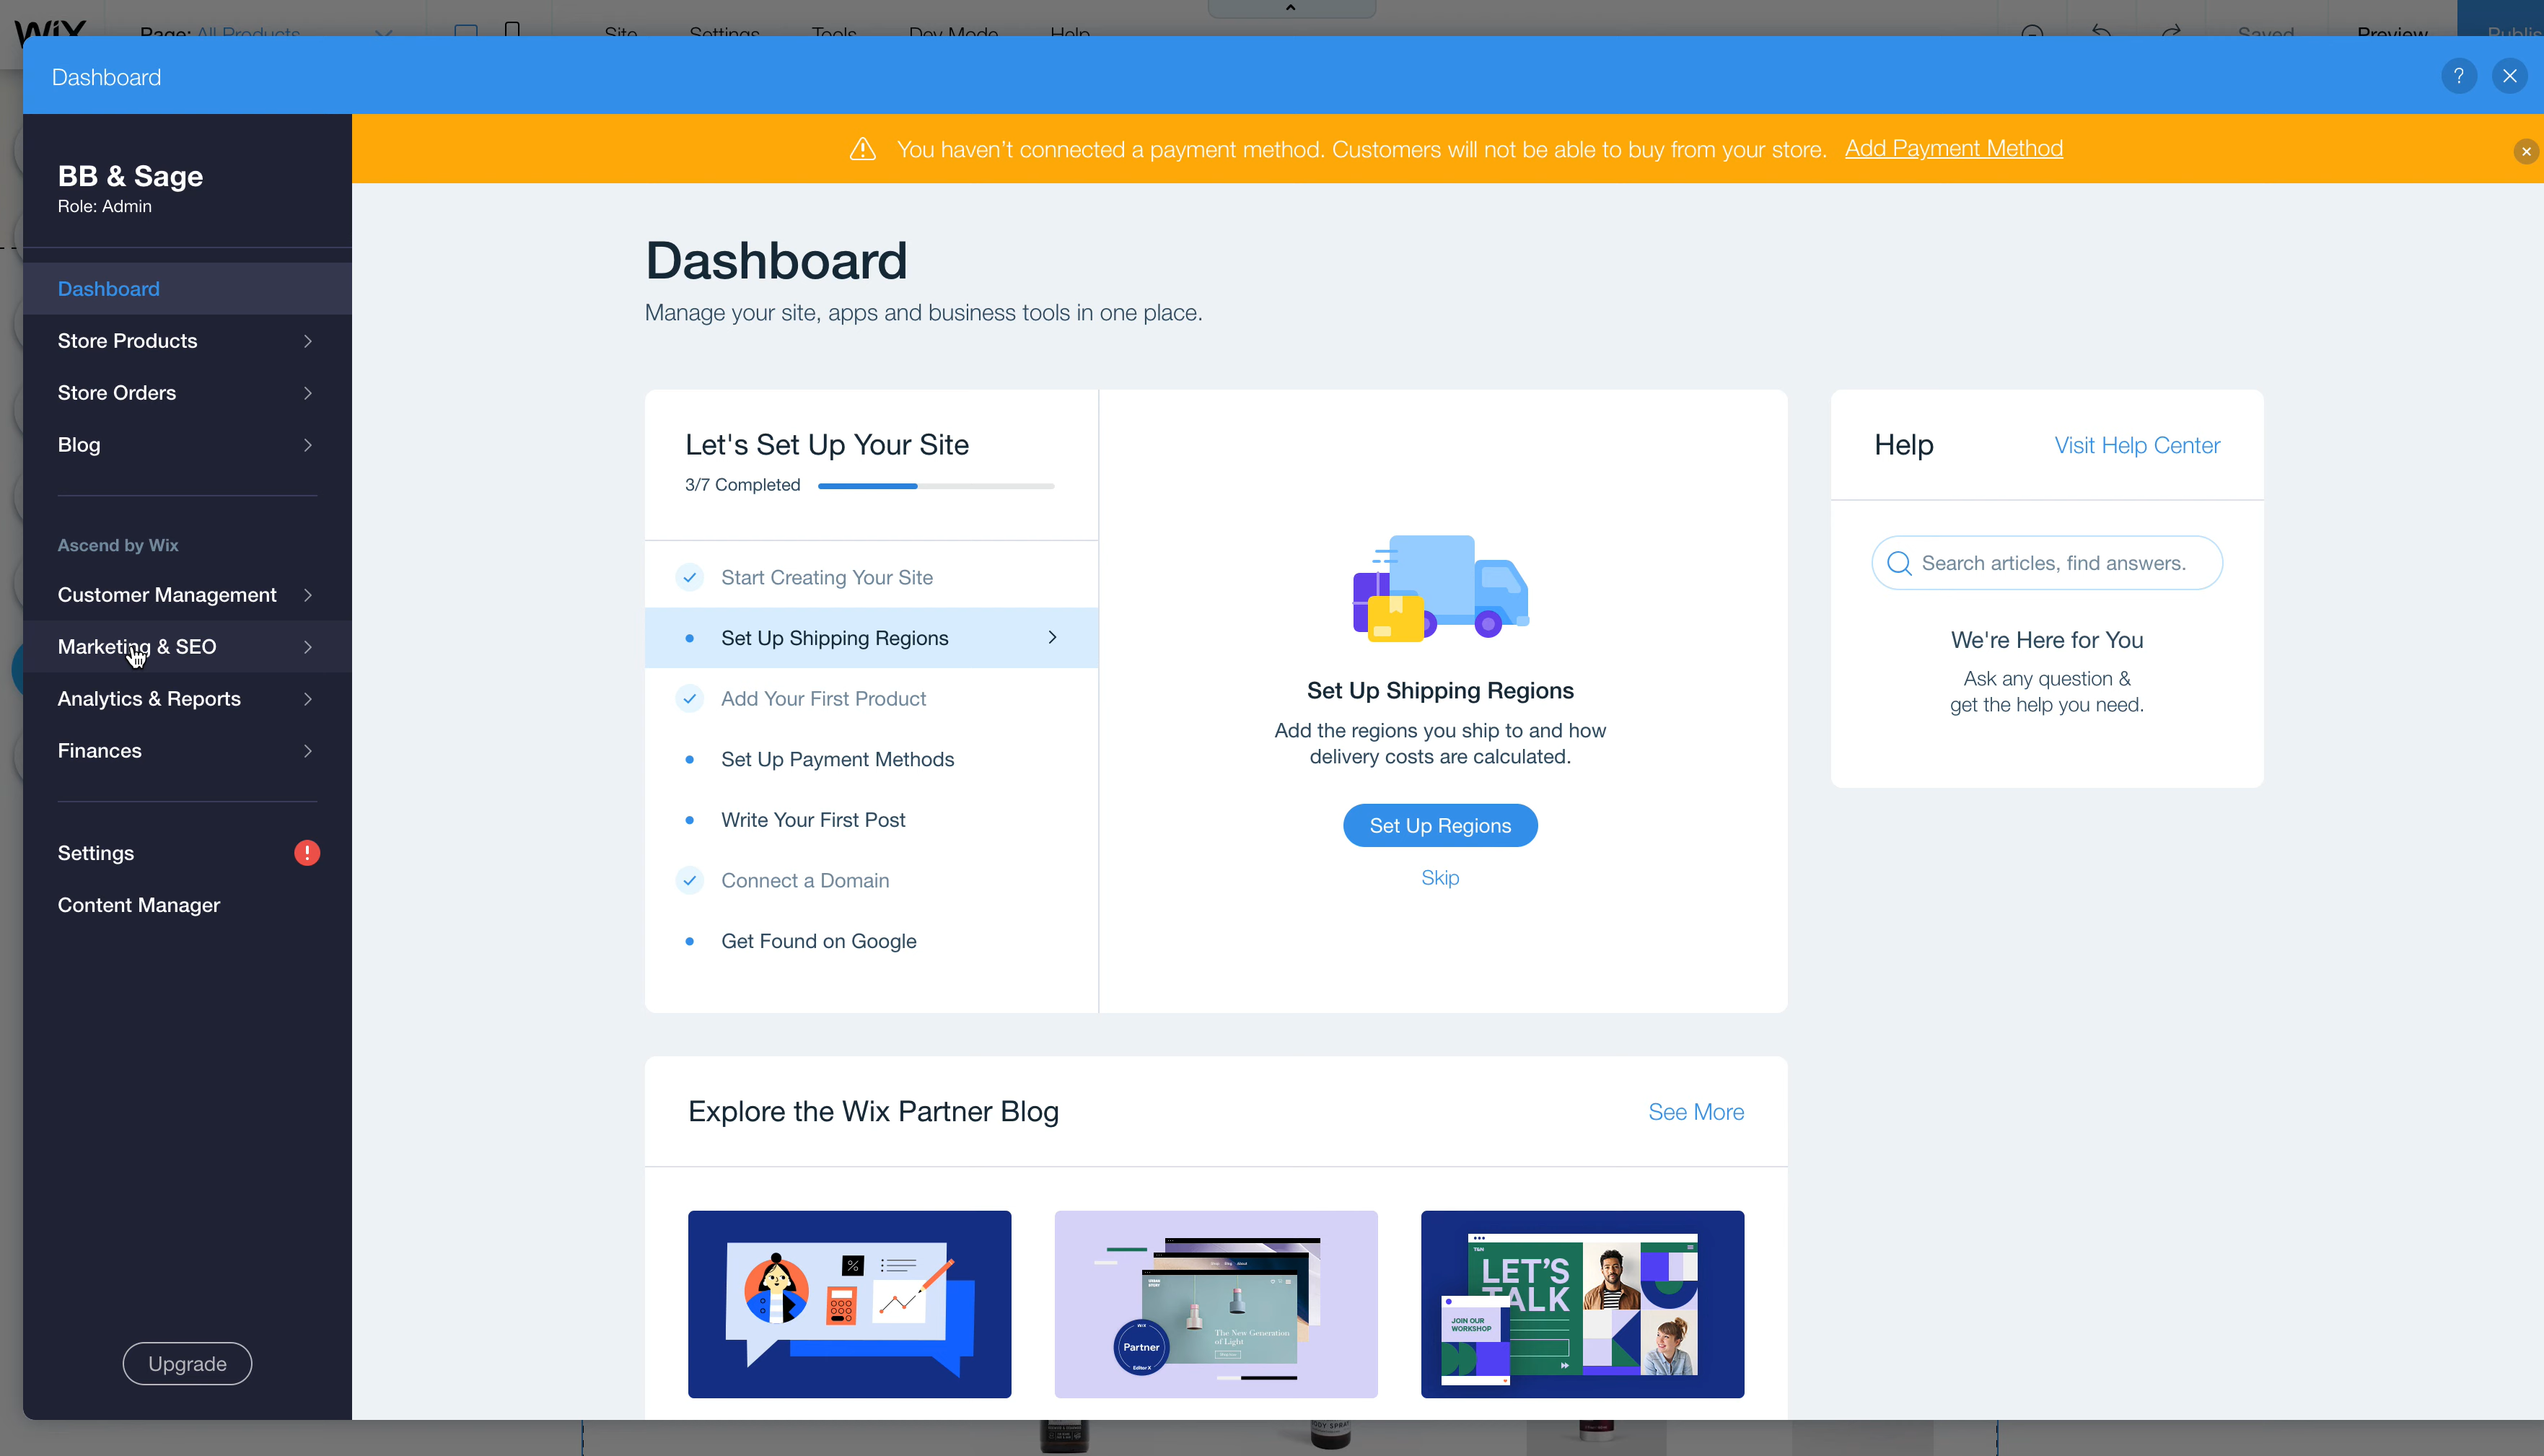 WiX
Page: All Products
Site
Settings
Tools
Dev Mode
Help
Saved
Preview
Dashboard
?
BB & Sage
Role: Admin
You haven't connected a payment method. Customers will not be able to buy from your store. Add Payment Method
Dashboard
Store Products
Store Orders
Blog
Ascend by Wix
Customer Management
Marketing & SEO
Analytics & Reports
Finances
Settings
!
Content Manager
Upgrade
Dashboard
Manage your site, apps and business tools in one place.
Let's Set Up Your Site
3/7 Completed
Start Creating Your Site
Set Up Shipping Regions
Add Your First Product
Set Up Payment Methods
Write Your First Post
Connect a Domain
Get Found on Google
Set Up Shipping Regions
Add the regions you ship to and how
delivery costs are calculated.
Set Up Regions
Skip
Help
Visit Help Center
Search articles, find answers.
We're Here for You
Ask any question &
get the help you need.
Explore the Wix Partner Blog
See More
%
The New Generation
of Light
WiX
Partner
Editor X
LET'S
TALK
JOIN OUR
WORKSHOP